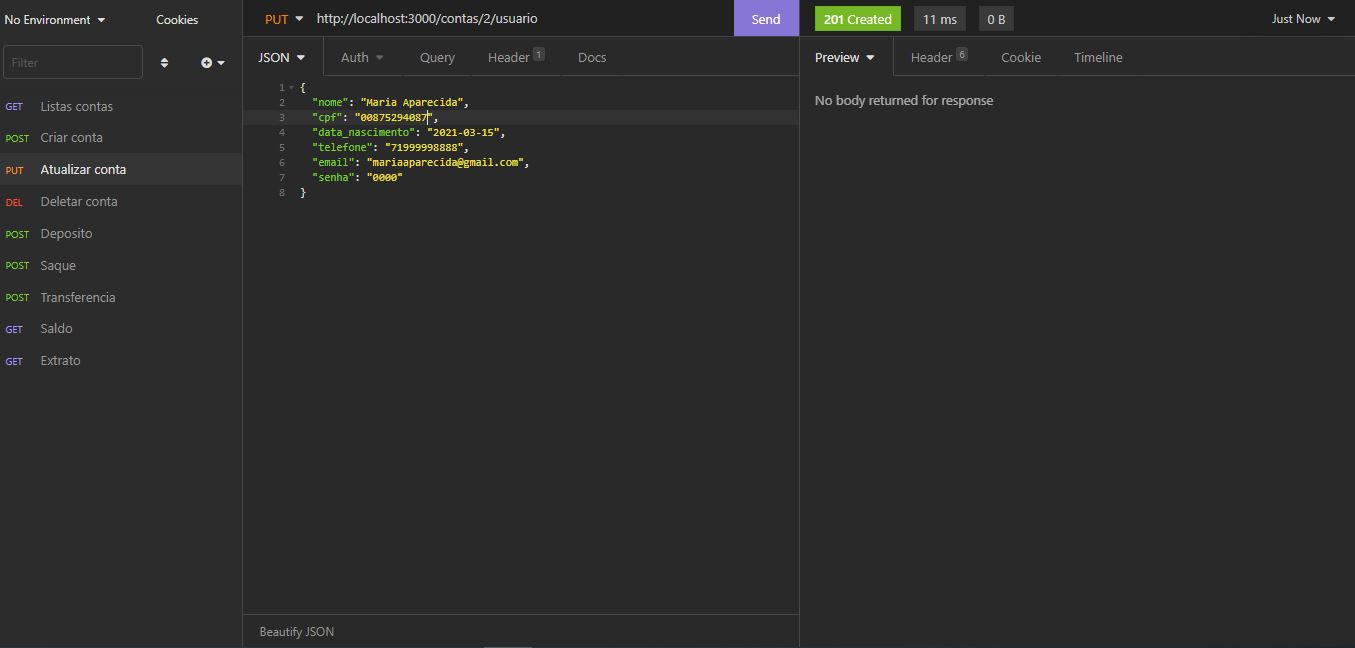 No Environment
Cookies
Filter
GET Listas contas
POST Criar conta
PUT Atualizar conta
DEL Deletar conta
POST Deposito
POST Saque
POST Transferencia
GET Saldo
GET Extrato
PUT http://localhost:3000/contas/2/usuario Send
JSON Auth Query Header 1 Docs
1 {
2 "nome": "Maria Aparecida",
3 "cpf": "00875294087",
4 "data_nascimento": "2021-03-15",
5 "telefone": "71999998888",
6 "email": "mariaaparecida@gmail.com",
7 "senha": "0000"
8 }
Beautify JSON
201 Created 11 ms 0 B Just Now
Preview Header 6 Cookie Timeline
No body returned for response